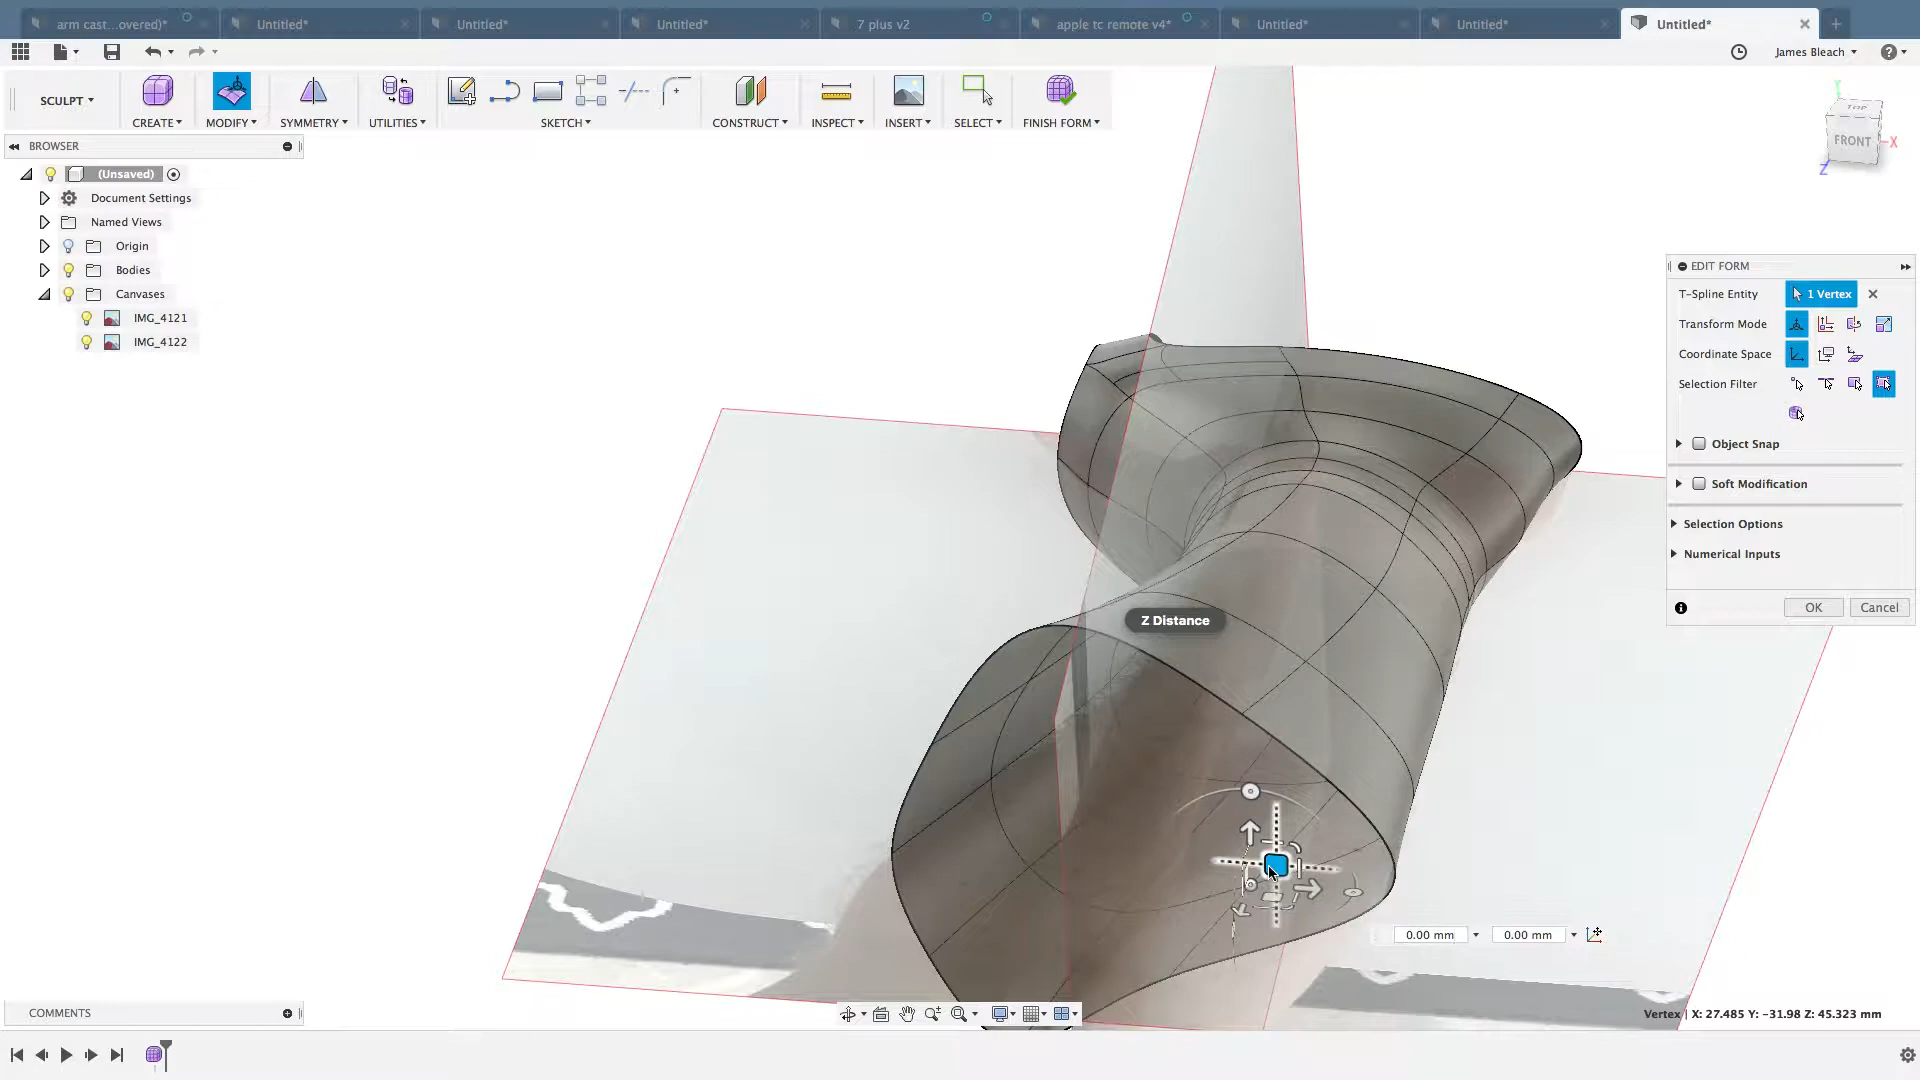 arm cast...overed)*
Untitled*
Untitled*
Untitled*
7 plus v2
apple tc remote v4*
Untitled*
Untitled*
Untitled*
James Bleach
SCULPT
CREATE
MODIFY
SYMMETRY
UTILITIES
SKETCH
CONSTRUCT
INSPECT
INSERT
SELECT
FINISH FORM
Y
TOP
FRONT
X
Z
BROWSER
(Unsaved)
Document Settings
Named Views
Origin
Bodies
Canvases
IMG_4121
IMG_4122
EDIT FORM
T-Spline Entity
1 Vertex
Transform Mode
Coordinate Space
Selection Filter
Object Snap
Soft Modification
Selection Options
Numerical Inputs
OK
Cancel
Z Distance
0.00 mm
0.00 mm
COMMENTS
Vertex | X: 27.485 Y: -31.98 Z: 45.323 mm